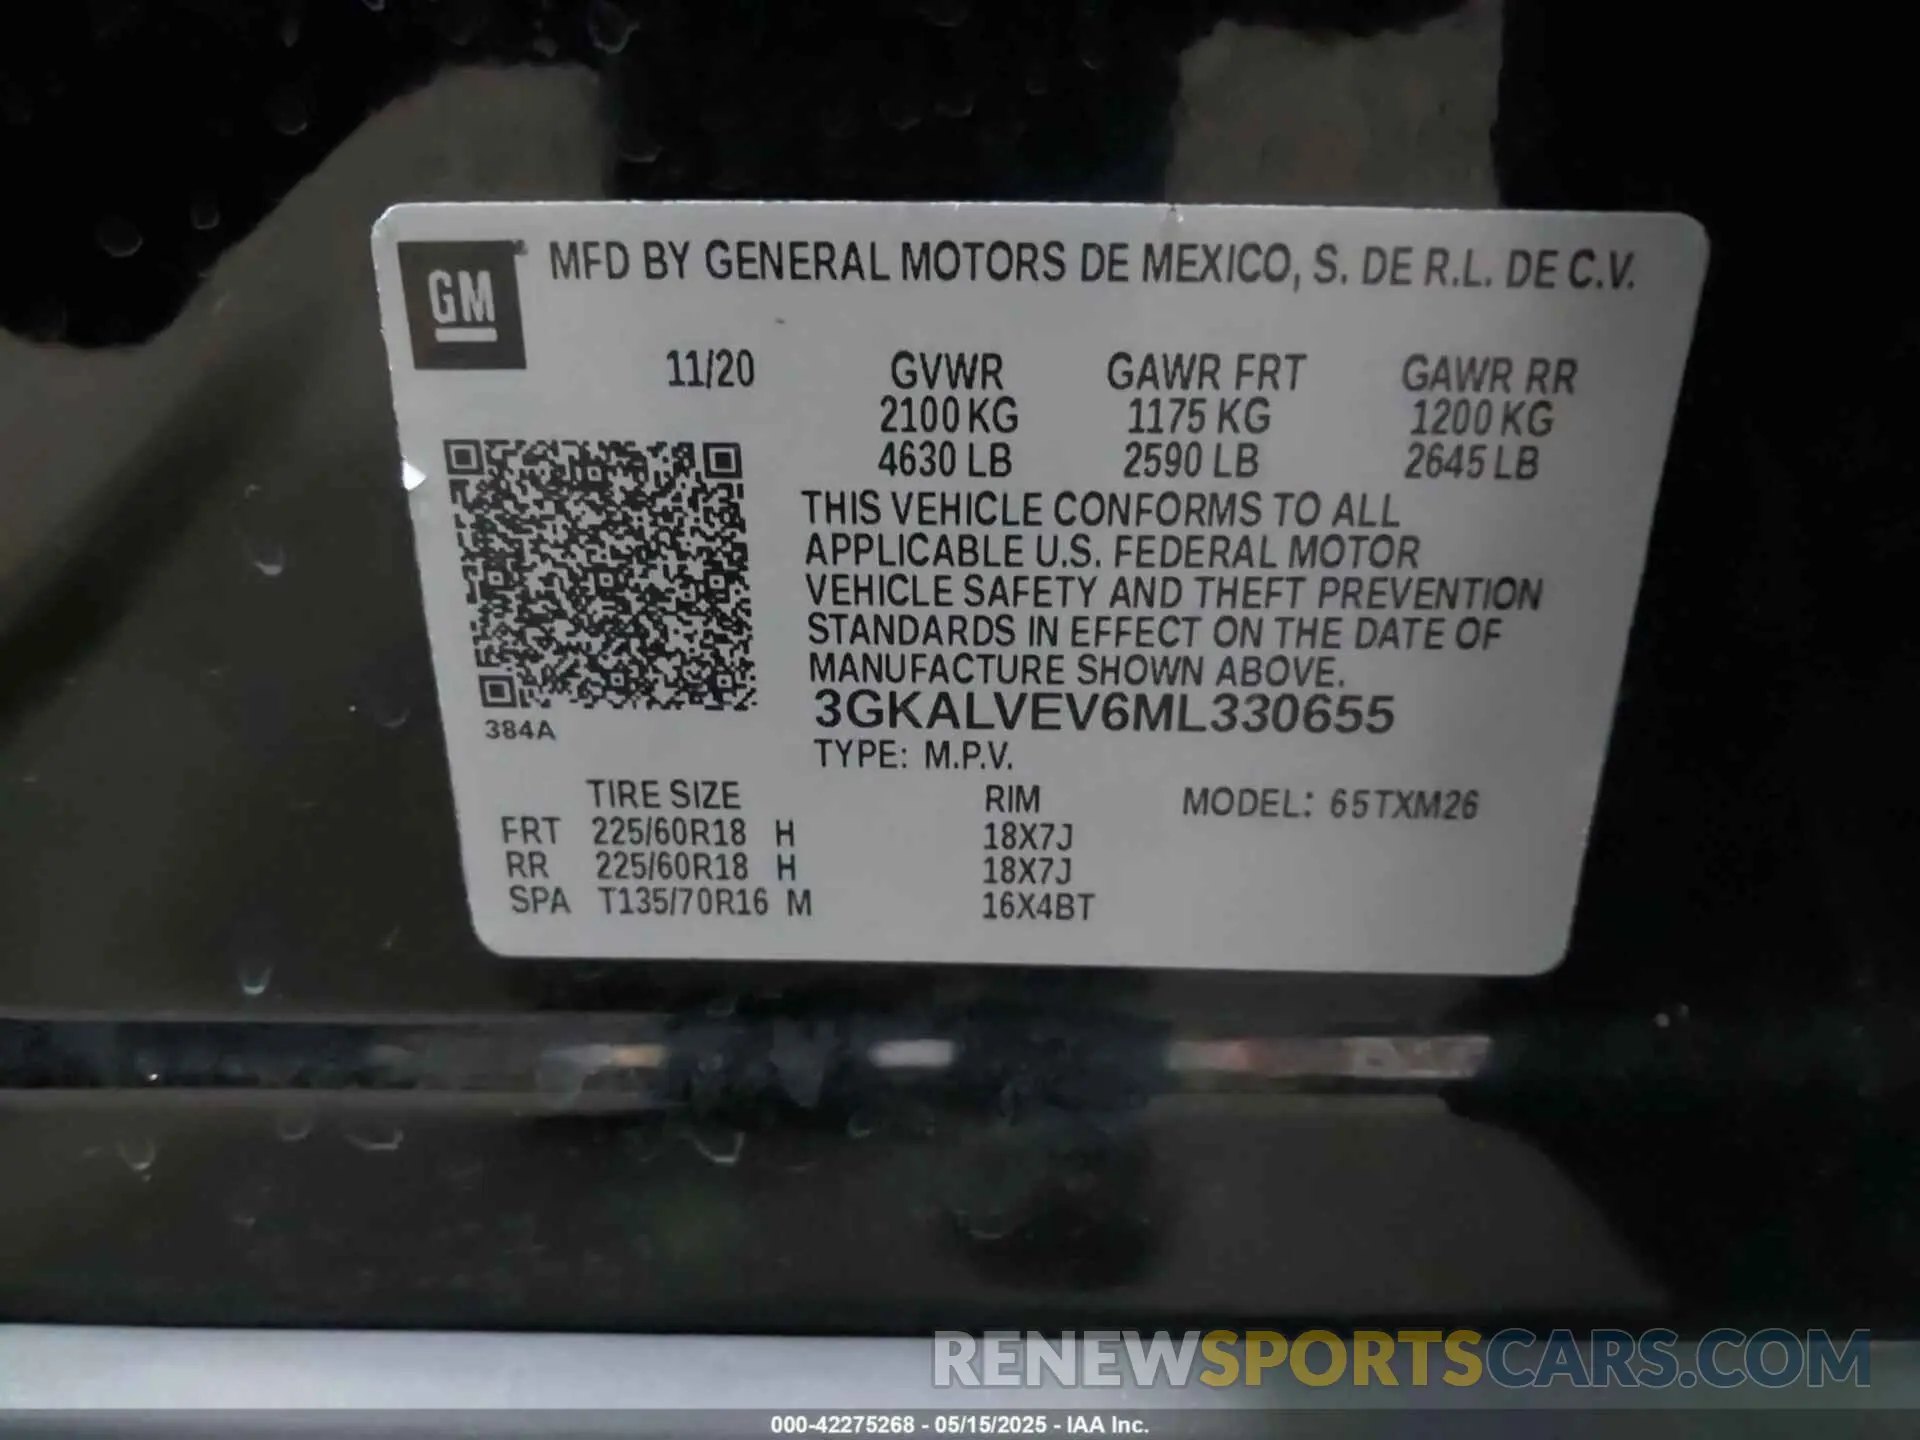 GM
MFD BY GENERAL MOTORS DE MEXICO, S. DE R.L. DE C.V.
11/20 GVWR GAWR FRT GAWR RR
2100 KG 1175 KG 1200 KG
4630 LB 2590 LB 2645 LB
THIS VEHICLE CONFORMS TO ALL
APPLICABLE U.S. FEDERAL MOTOR
VEHICLE SAFETY AND THEFT PREVENTION
STANDARDS IN EFFECT ON THE DATE OF
MANUFACTURE SHOWN ABOVE.
3GKALVEV6ML330655
384A
TYPE: M.P.V.
TIRE SIZE RIM MODEL: 65TXM26
FRT 225/60R18 H 18X7J
RR 225/60R18 H 18X7J
SPA T135/70R16 M 16X4BT
RENEWSPORTSCARS.COM
000-42275268 - 05/15/2025 - IAA Inc.